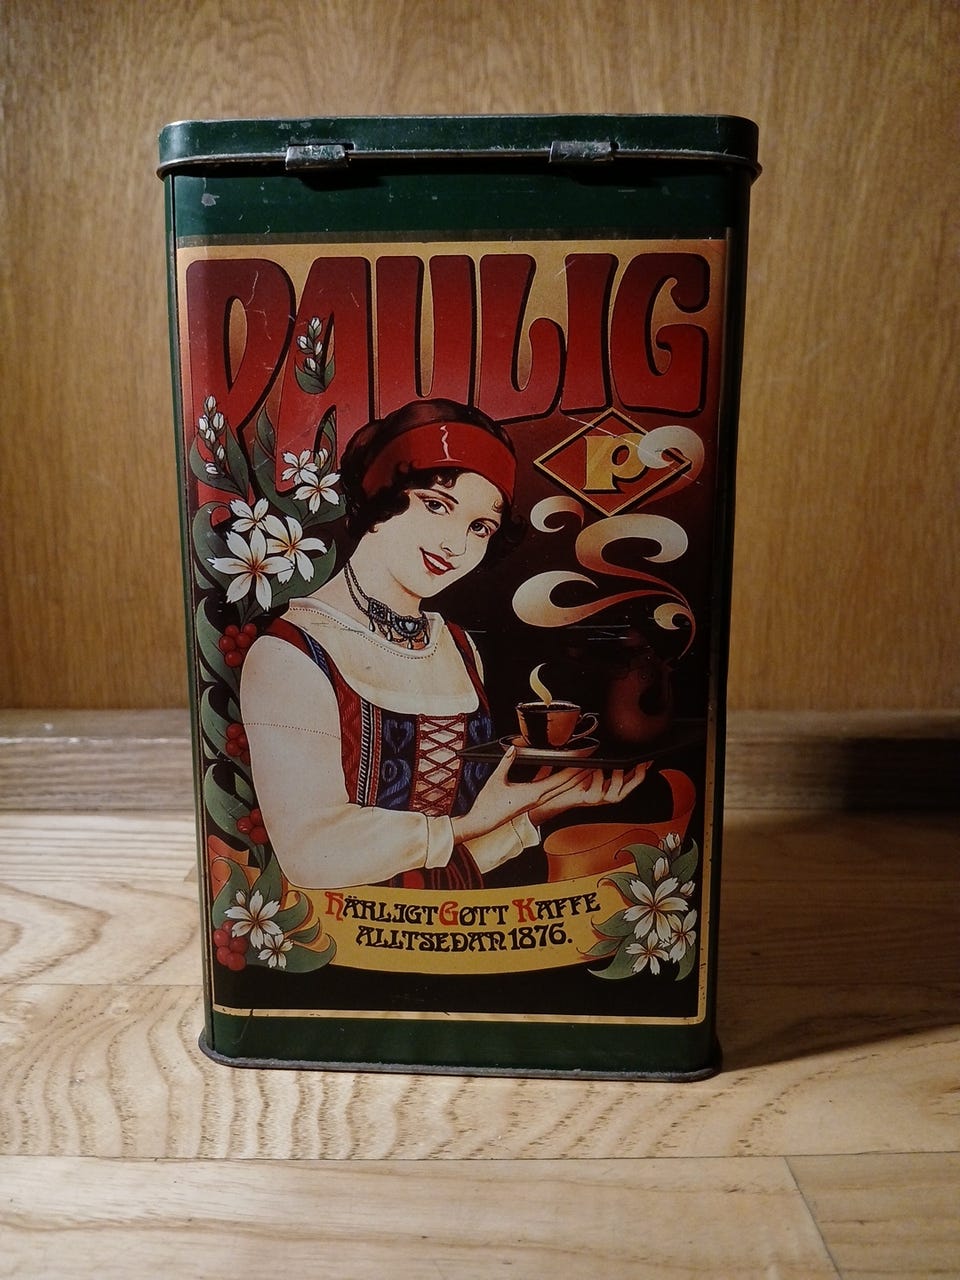 PAULIG
P
HÄRLIGT GOTT KAFFE
ALLTSEDAN 1876.